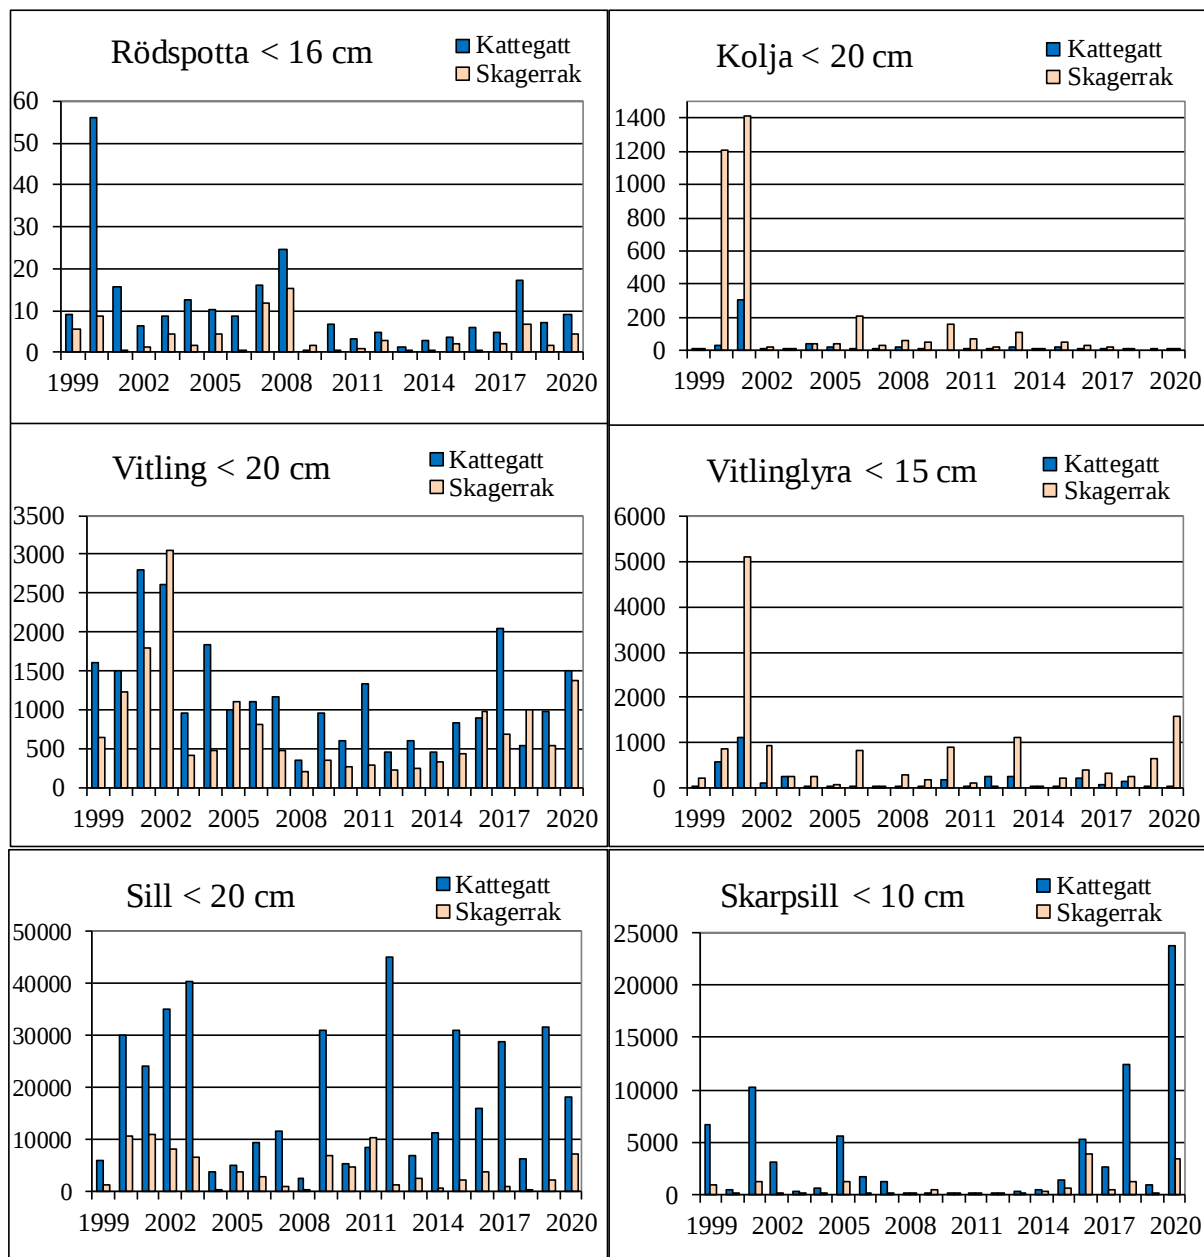 Rödspotta < 16 cm
Kattegatt
Skagerrak
60
50
40
30
20
10
0
1999 2002 2005 2008 2011 2014 2017 2020
Kolja < 20 cm
Kattegatt
Skagerrak
1400
1200
1000
800
600
400
200
0
1999 2002 2005 2008 2011 2014 2017 2020
Vitling < 20 cm
Kattegatt
Skagerrak
3500
3000
2500
2000
1500
1000
500
0
1999 2002 2005 2008 2011 2014 2017 2020
Vitlinglyra < 15 cm
Kattegatt
Skagerrak
6000
5000
4000
3000
2000
1000
0
1999 2002 2005 2008 2011 2014 2017 2020
Sill < 20 cm
Kattegatt
Skagerrak
50000
40000
30000
20000
10000
0
1999 2002 2005 2008 2011 2014 2017 2020
Skarpsill < 10 cm
Kattegatt
Skagerrak
25000
20000
15000
10000
5000
0
1999 2002 2005 2008 2011 2014 2017 2020